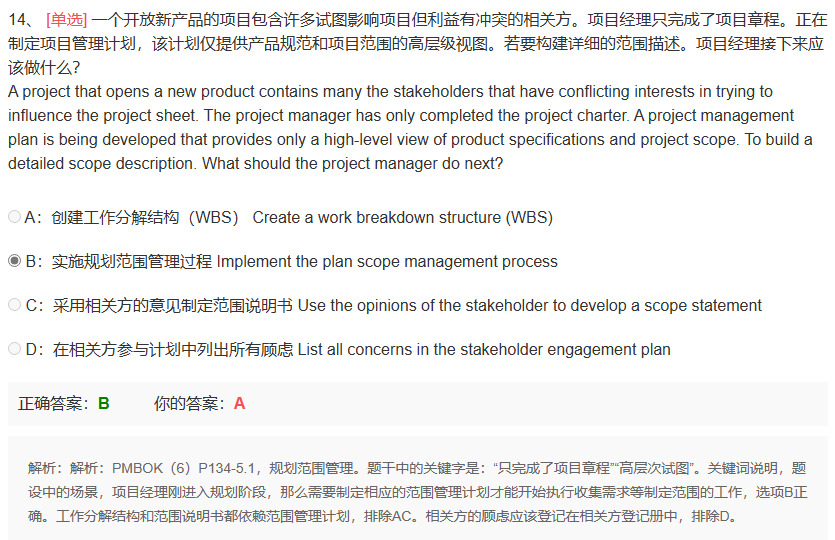 14、 [单选] 一个开放新产品的项目包含许多试图影响项目但利益有冲突的相关方。项目经理只完成了项目章程。正在
制定项目管理计划，该计划仅提供产品规范和项目范围的高层级视图。若要构建详细的范围描述。项目经理接下来应
该做什么?
A project that opens a new product contains many the stakeholders that have conflicting interests in trying to
influence the project sheet. The project manager has only completed the project charter. A project management
plan is being developed that provides only a high-level view of product specifications and project scope. To build a
detailed scope description. What should the project manager do next?
A：创建工作分解结构（WBS） Create a work breakdown structure (WBS)
B：实施规划范围管理过程 Implement the plan scope management process
C：采用相关方的意见制定范围说明书 Use the opinions of the stakeholder to develop a scope statement
D：在相关方参与计划中列出所有顾虑 List all concerns in the stakeholder engagement plan
正确答案：B 你的答案：A
解析：解析：PMBOK（6）P134-5.1，规划范围管理。题干中的关键字是：“只完成了项目章程”“高层次试图”。关键词说明，题
设中的场景，项目经理刚进入规划阶段，那么需要制定相应的范围管理计划才能开始执行收集需求等制定范围的工作，选项B正
确。工作分解结构和范围说明书都依赖范围管理计划，排除AC。相关方的顾虑应该登记在相关方登记册中，排除D。